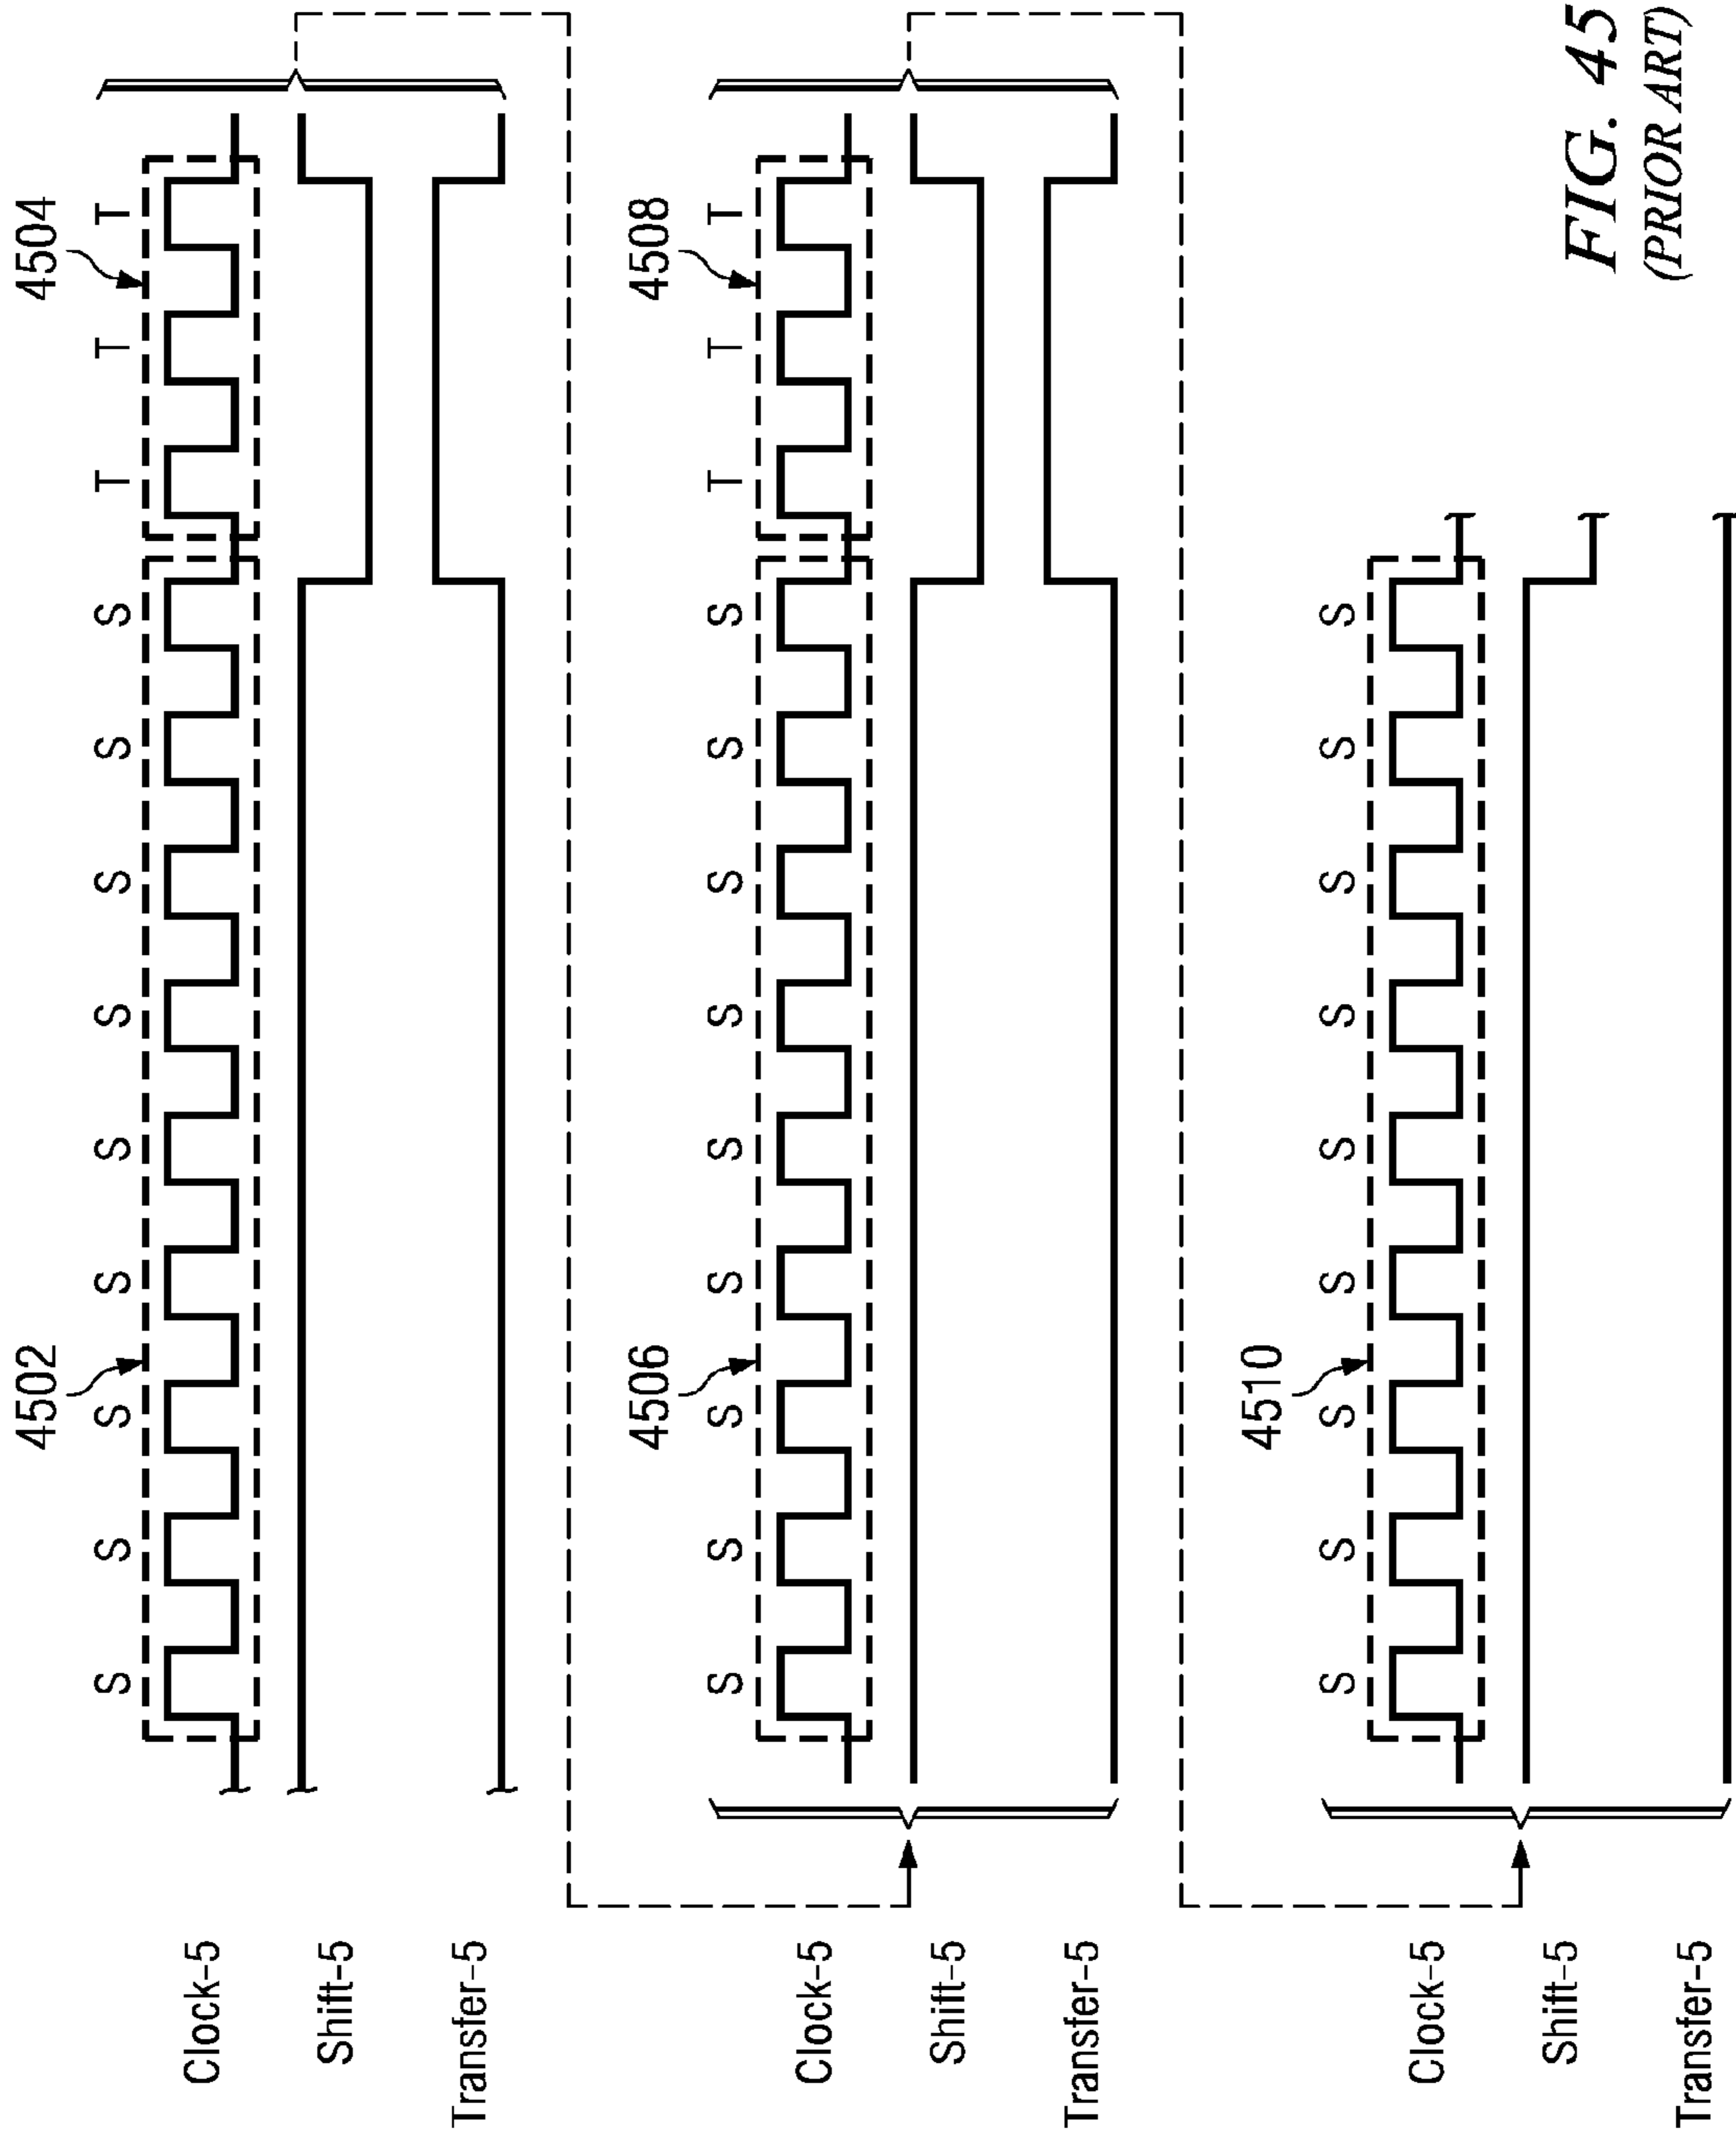 4502 4504
S S S S S S S S S T T T
Clock-5
Shift-5
Transfer-5
4506 4508
S S S S S S S S S T T T
Clock-5
Shift-5
Transfer-5
4510
S S S S S S S S S
Clock-5
Shift-5
Transfer-5
FIG. 45
(PRIOR ART)